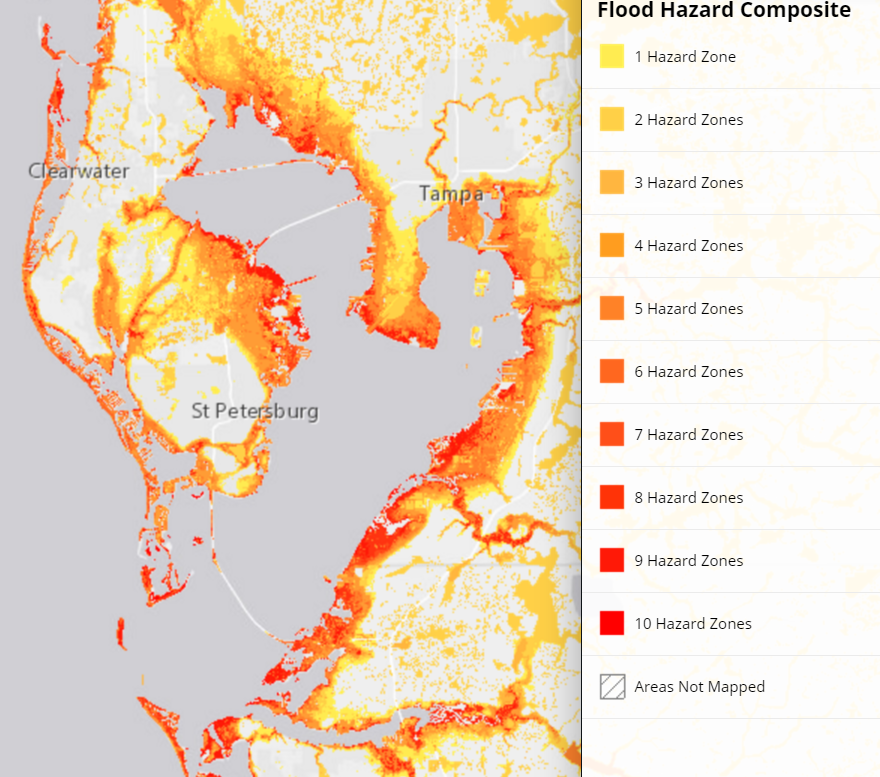 Flood Hazard Composite
1 Hazard Zone
2 Hazard Zones
3 Hazard Zones
4 Hazard Zones
5 Hazard Zones
6 Hazard Zones
7 Hazard Zones
8 Hazard Zones
9 Hazard Zones
10 Hazard Zones
Areas Not Mapped
Clearwater
Tampa
St Petersburg